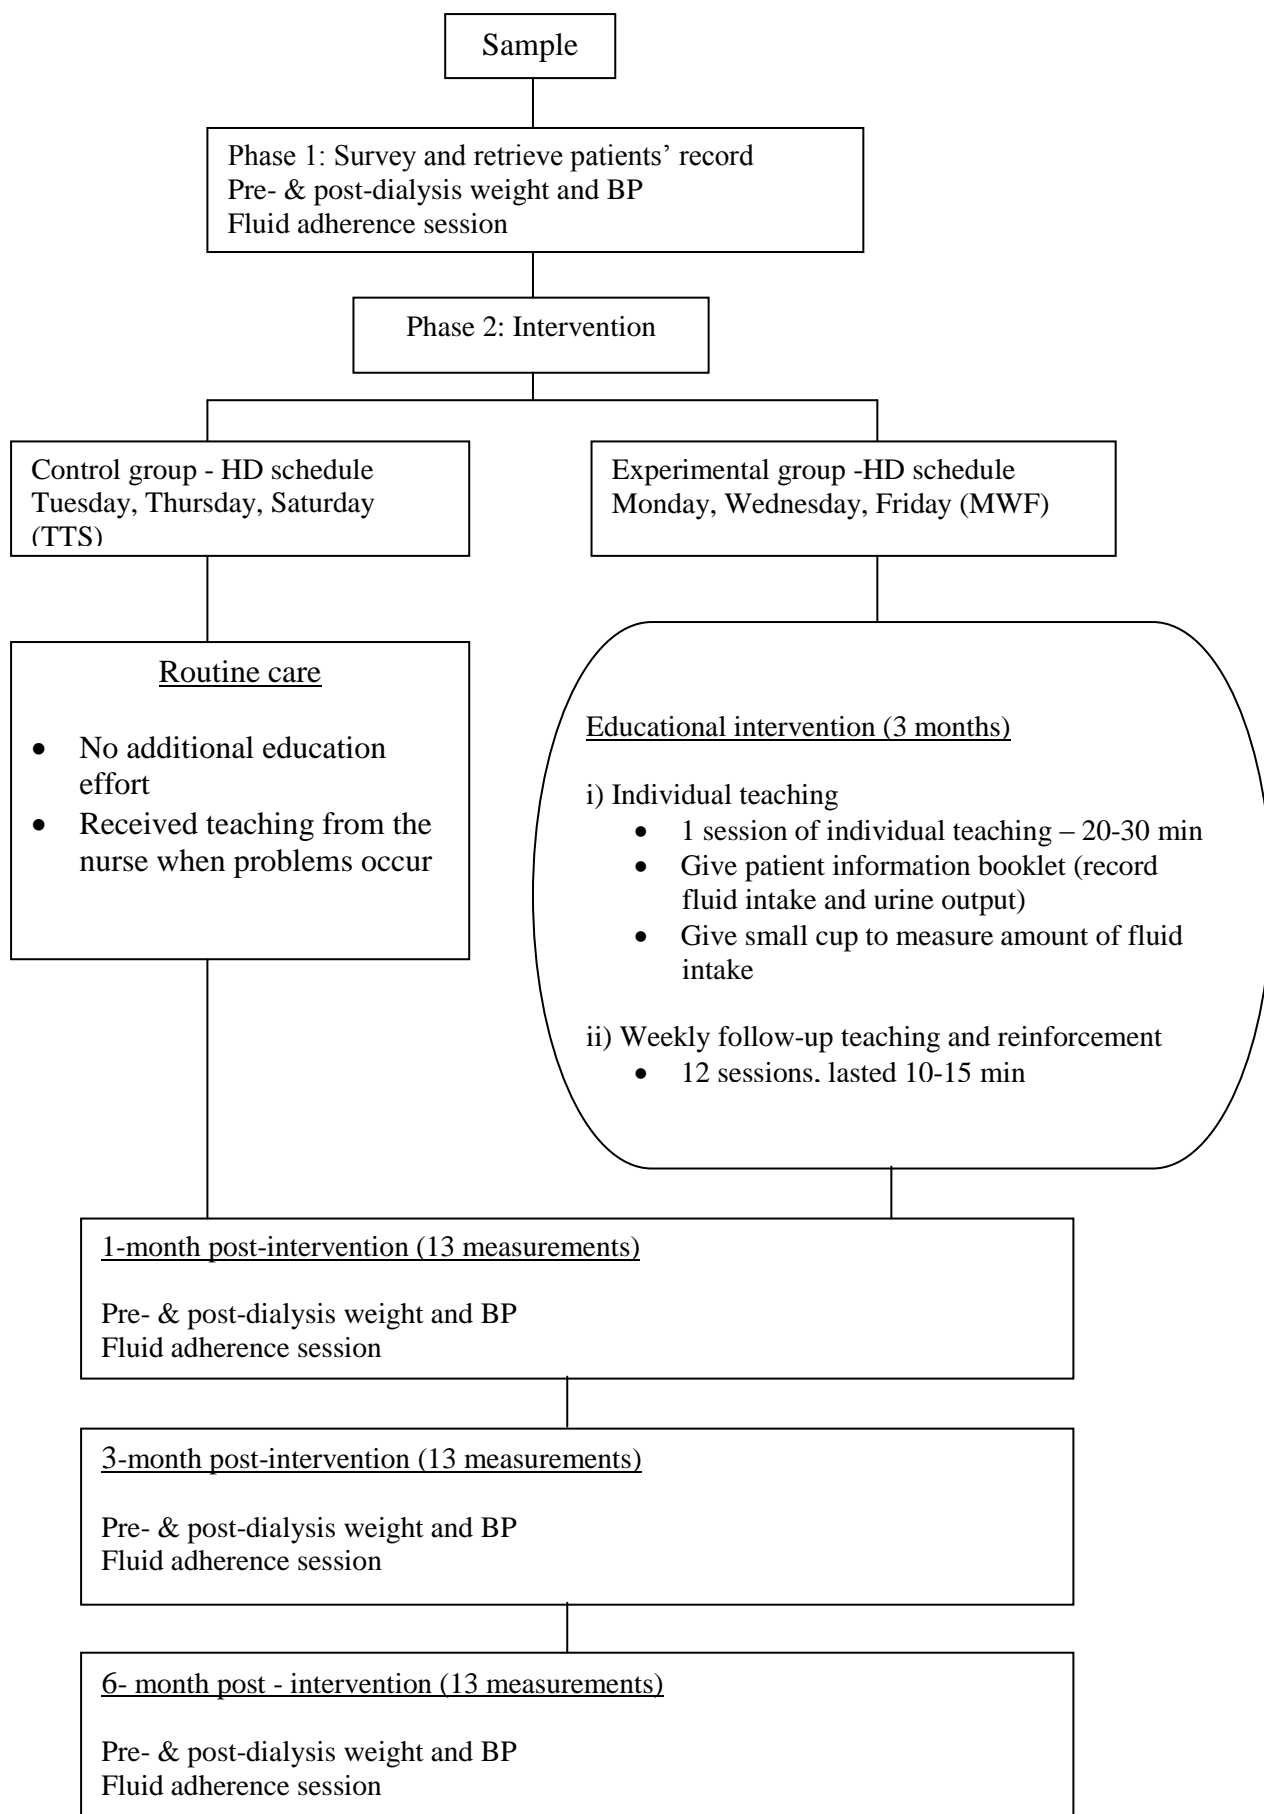 Sample
Phase 1: Survey and retrieve patients’ record
Pre- & post-dialysis weight and BP
Fluid adherence session
Phase 2: Intervention
Control group - HD schedule
Tuesday, Thursday, Saturday
(TTS)
Experimental group -HD schedule
Monday, Wednesday, Friday (MWF)
Routine care
• No additional education
effort
• Received teaching from the
nurse when problems occur
Educational intervention (3 months)
i) Individual teaching
• 1 session of individual teaching – 20-30 min
• Give patient information booklet (record
fluid intake and urine output)
• Give small cup to measure amount of fluid
intake
ii) Weekly follow-up teaching and reinforcement
• 12 sessions, lasted 10-15 min
1-month post-intervention (13 measurements)
Pre- & post-dialysis weight and BP
Fluid adherence session
3-month post-intervention (13 measurements)
Pre- & post-dialysis weight and BP
Fluid adherence session
6- month post - intervention (13 measurements)
Pre- & post-dialysis weight and BP
Fluid adherence session